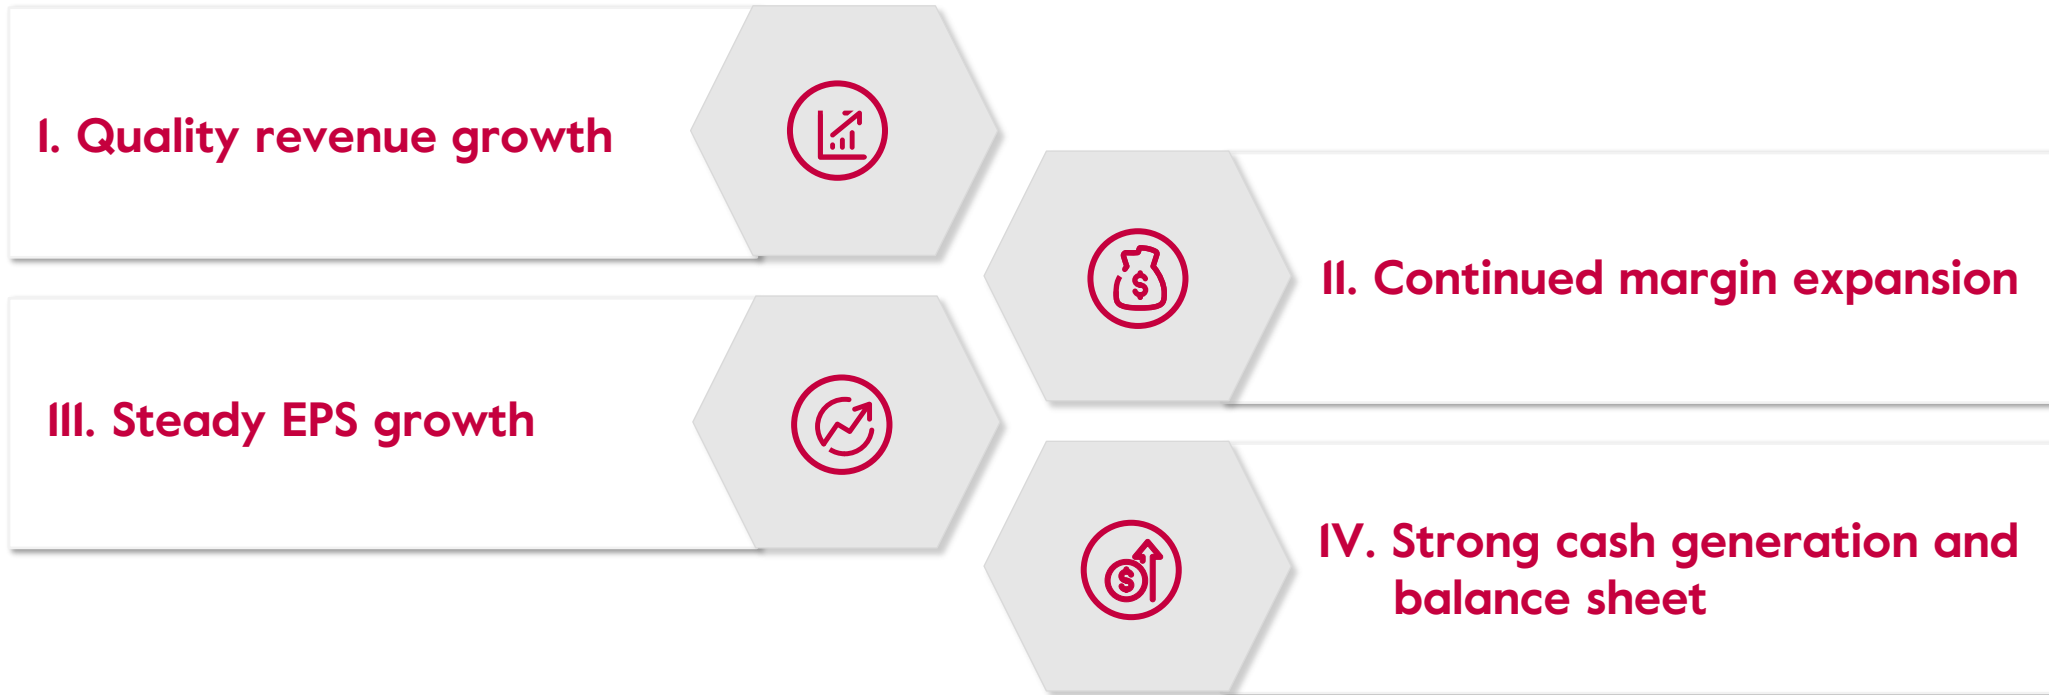 I. Quality revenue growth
II. Continued margin expansion
III. Steady EPS growth
IV. Strong cash generation and
balance sheet
$
$